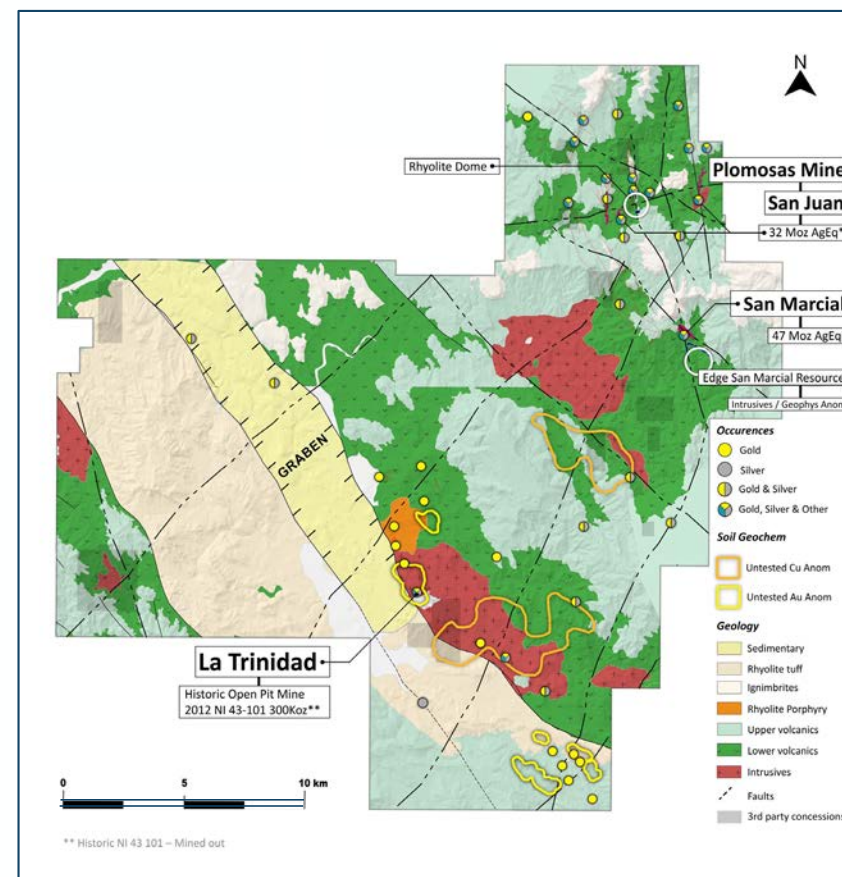 N
Rhyolite Dome
Plomosas Mine
San Juan
32 Moz AgEq*
San Marcial
47 Moz AgEq
Edge San Marcial Resource
Intrusives / Geophys Anom
Occurences
Gold
Silver
Gold & Silver
Gold, Silver & Other
Soil Geochem
Untested Cu Anom
Untested Au Anom
Geology
Sedimentary
Rhyolite tuff
Ignimbrites
Rhyolite Porphyry
Upper volcanics
Lower volcanics
Intrusives
Faults
3rd party concessions
GRABEN
La Trinidad
Historic Open Pit Mine
2012 NI 43-101 300Koz**
0 5 10 km
** Historic NI 43 101 – Mined out